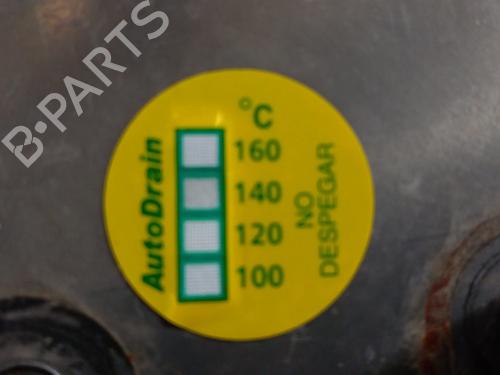 B-PARTS
AutoDrain
°C
160
140
120
100
NO
DESPEGAR